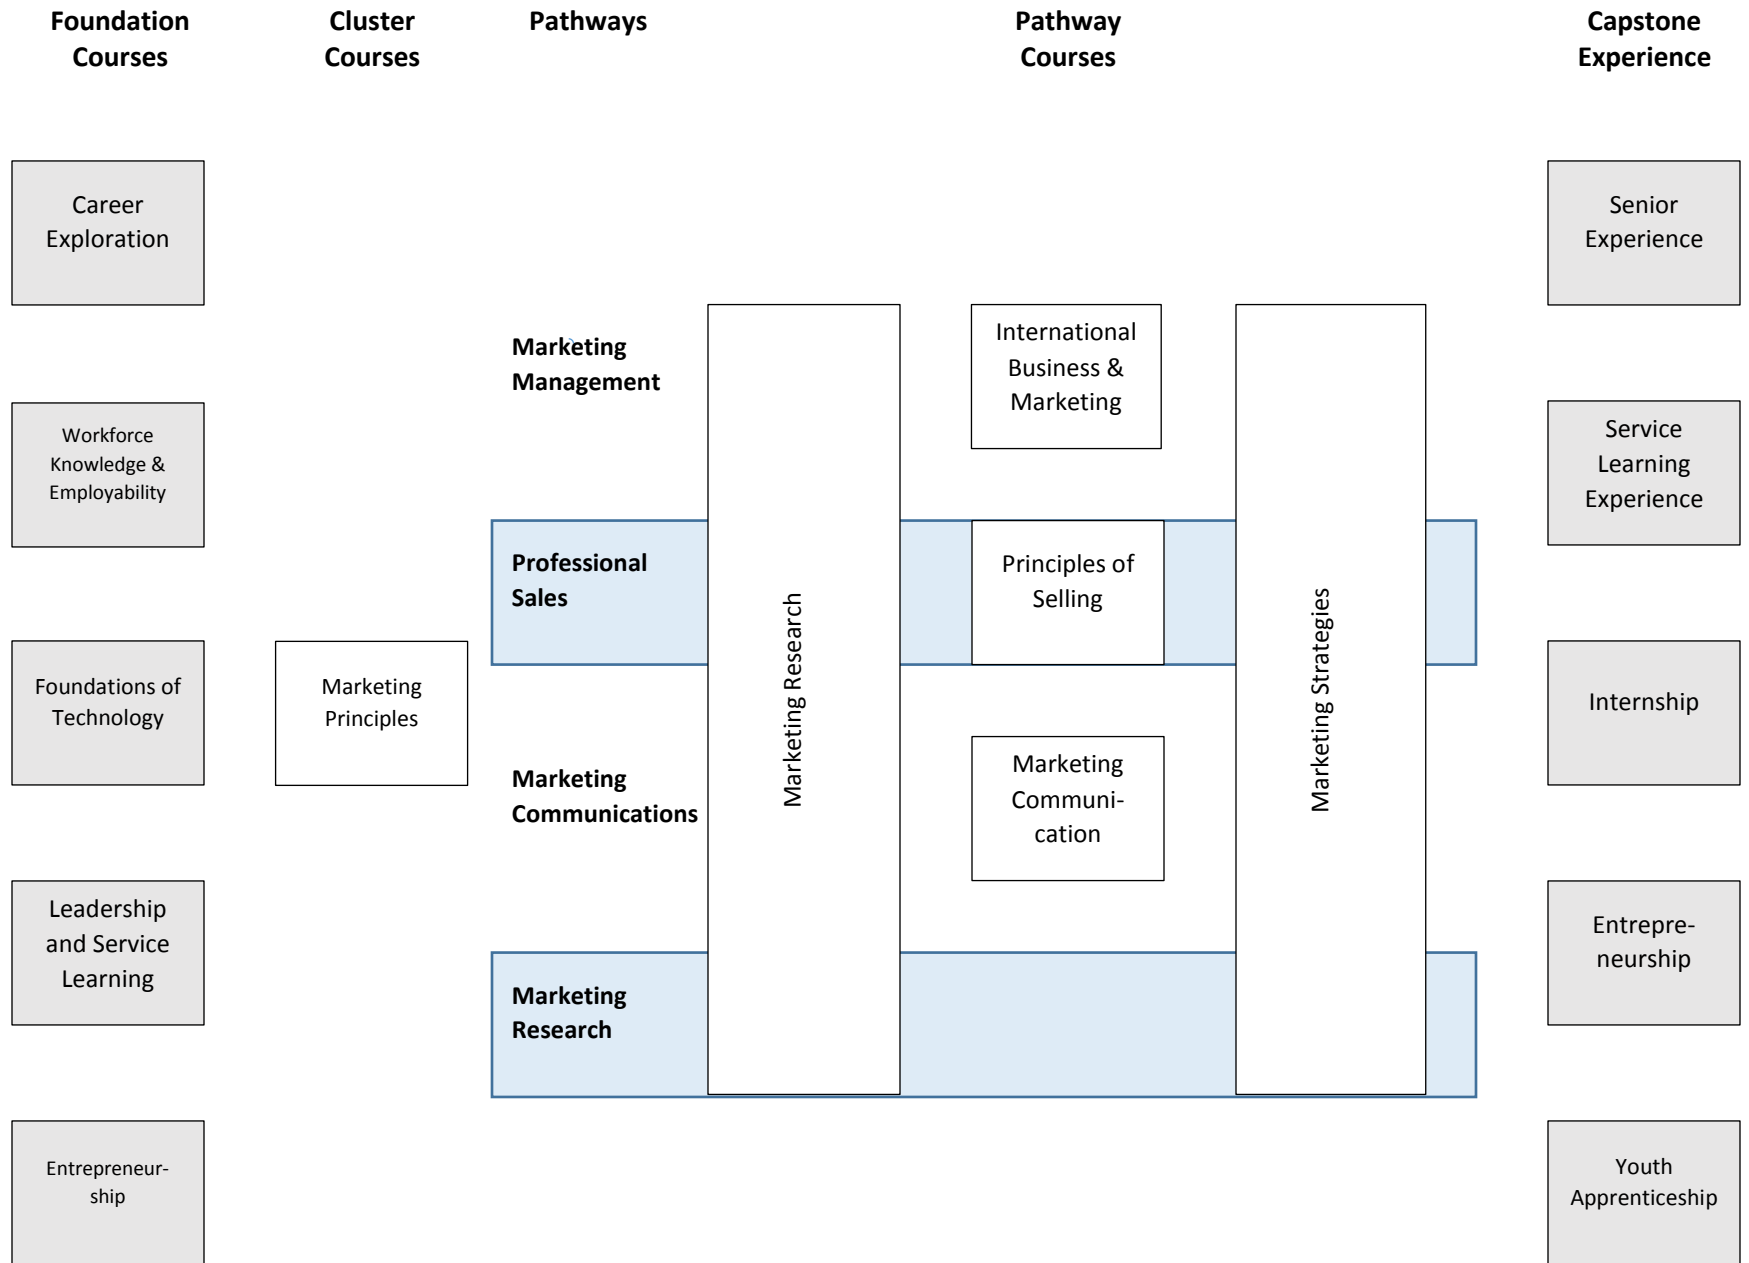 Foundation
Courses
Cluster
Courses
Pathways
Pathway
Courses
Capstone
Experience
Career
Exploration
Workforce
Knowledge &
Employability
Foundations of
Technology
Leadership
and Service
Learning
Entrepreneur-
ship
Marketing
Principles
Marketing
Management
Professional
Sales
Marketing
Communications
Marketing
Research
Marketing Research
International
Business &
Marketing
Principles of
Selling
Marketing
Communi-
cation
Marketing Strategies
Senior
Experience
Service
Learning
Experience
Internship
Entrepre-
neurship
Youth
Apprenticeship